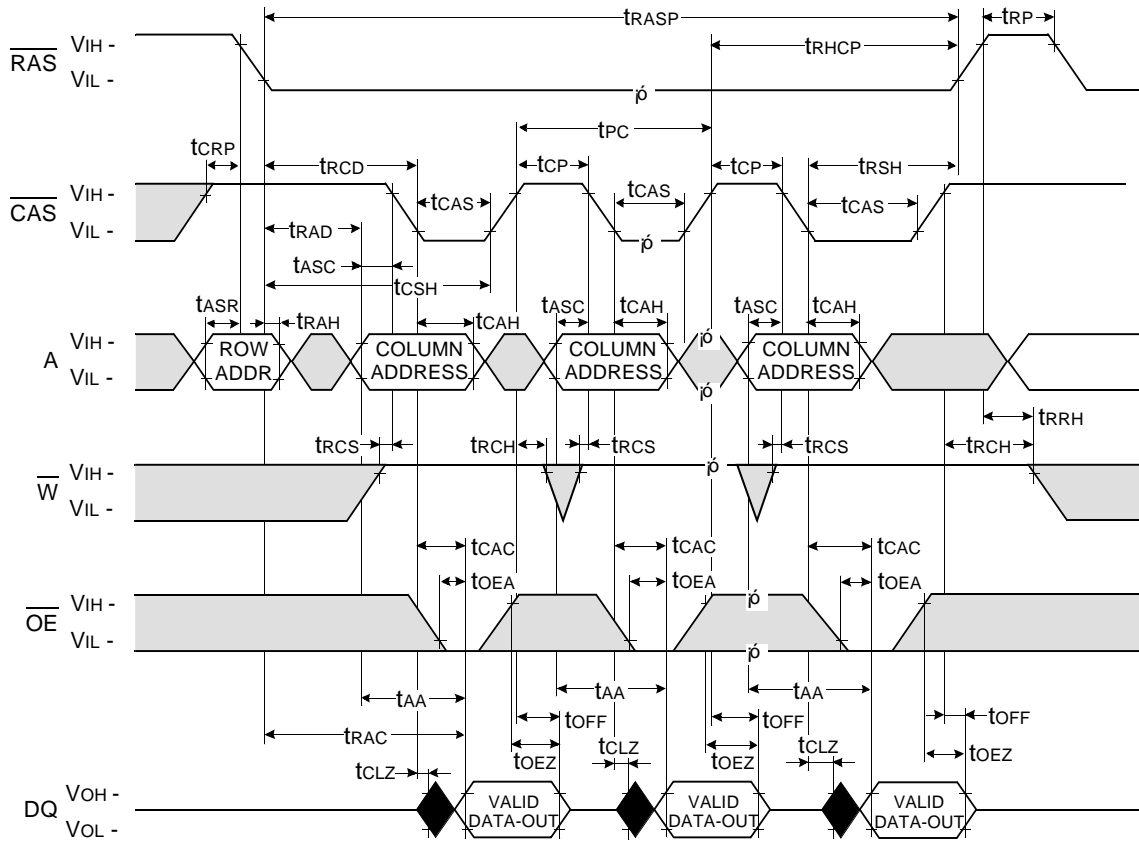 tRASP
tRP
tRHCP
RAS
VIH -
VIL -
ıρ́
tPC
tCRP
tRCD
tCP
tCP
tRSH
CAS
VIH -
VIL -
tCAS
tCAS
tCAS
tRAD
tASC
tCSH
tASR
tRAH
tCAH
tASC
tCAH
tASC
tCAH
A
VIH -
VIL -
ROW
ADDR
COLUMN
ADDRESS
COLUMN
ADDRESS
COLUMN
ADDRESS
tRRH
tRCS
tRCH
tRCS
tRCS
tRCH
W
VIH -
VIL -
tCAC
tCAC
tCAC
tOEA
tOEA
tOEA
OE
VIH -
VIL -
tAA
tAA
tAA
tOFF
tOFF
tOFF
tRAC
tOEZ
tOEZ
tOEZ
tCLZ
tCLZ
tCLZ
DQ
VOH -
VOL -
VALID
DATA-OUT
VALID
DATA-OUT
VALID
DATA-OUT